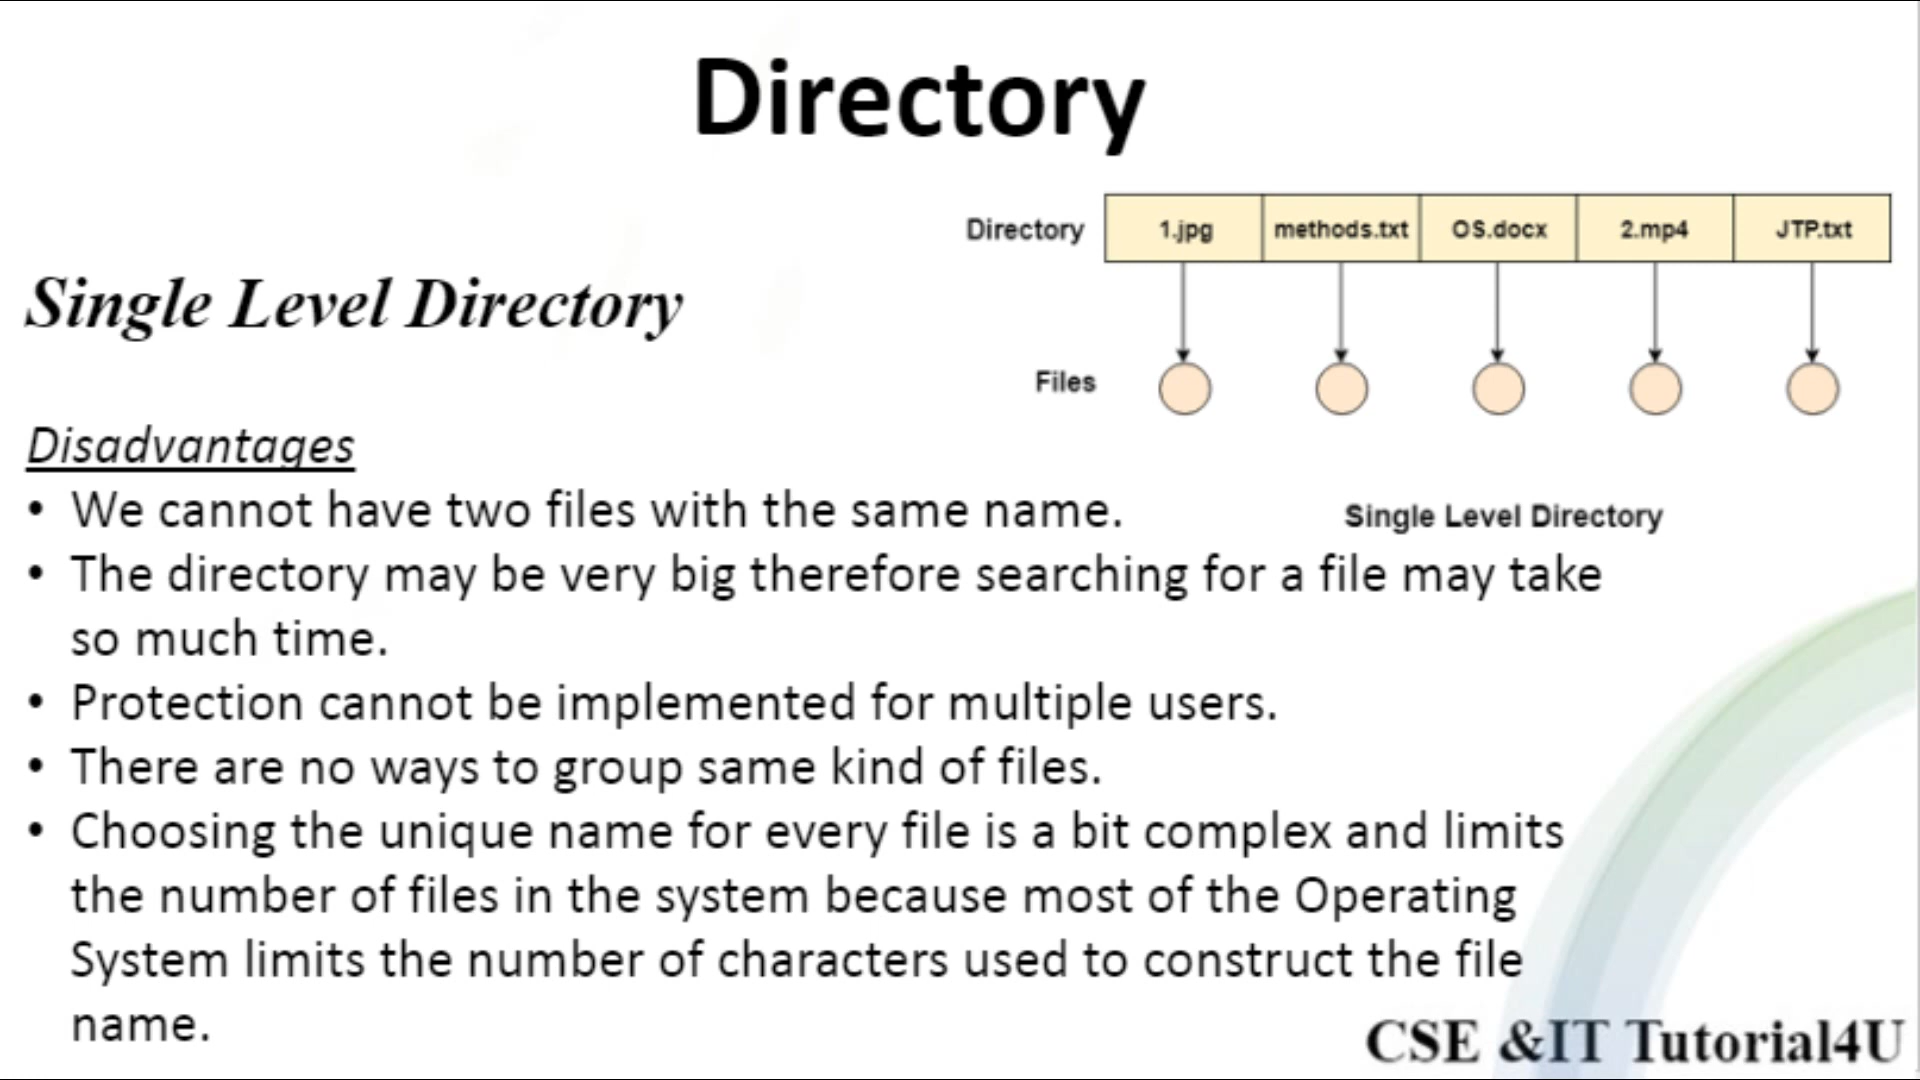 Directory
Directory 1.jpg methods.txt OS.docx 2.mp4 JTP.txt
Single Level Directory
Files
Disadvantages
• We cannot have two files with the same name.
Single Level Directory
• The directory may be very big therefore searching for a file may take
so much time.
• Protection cannot be implemented for multiple users.
• There are no ways to group same kind of files.
• Choosing the unique name for every file is a bit complex and limits
the number of files in the system because most of the Operating
System limits the number of characters used to construct the file
name.
CSE &IT Tutorial4U